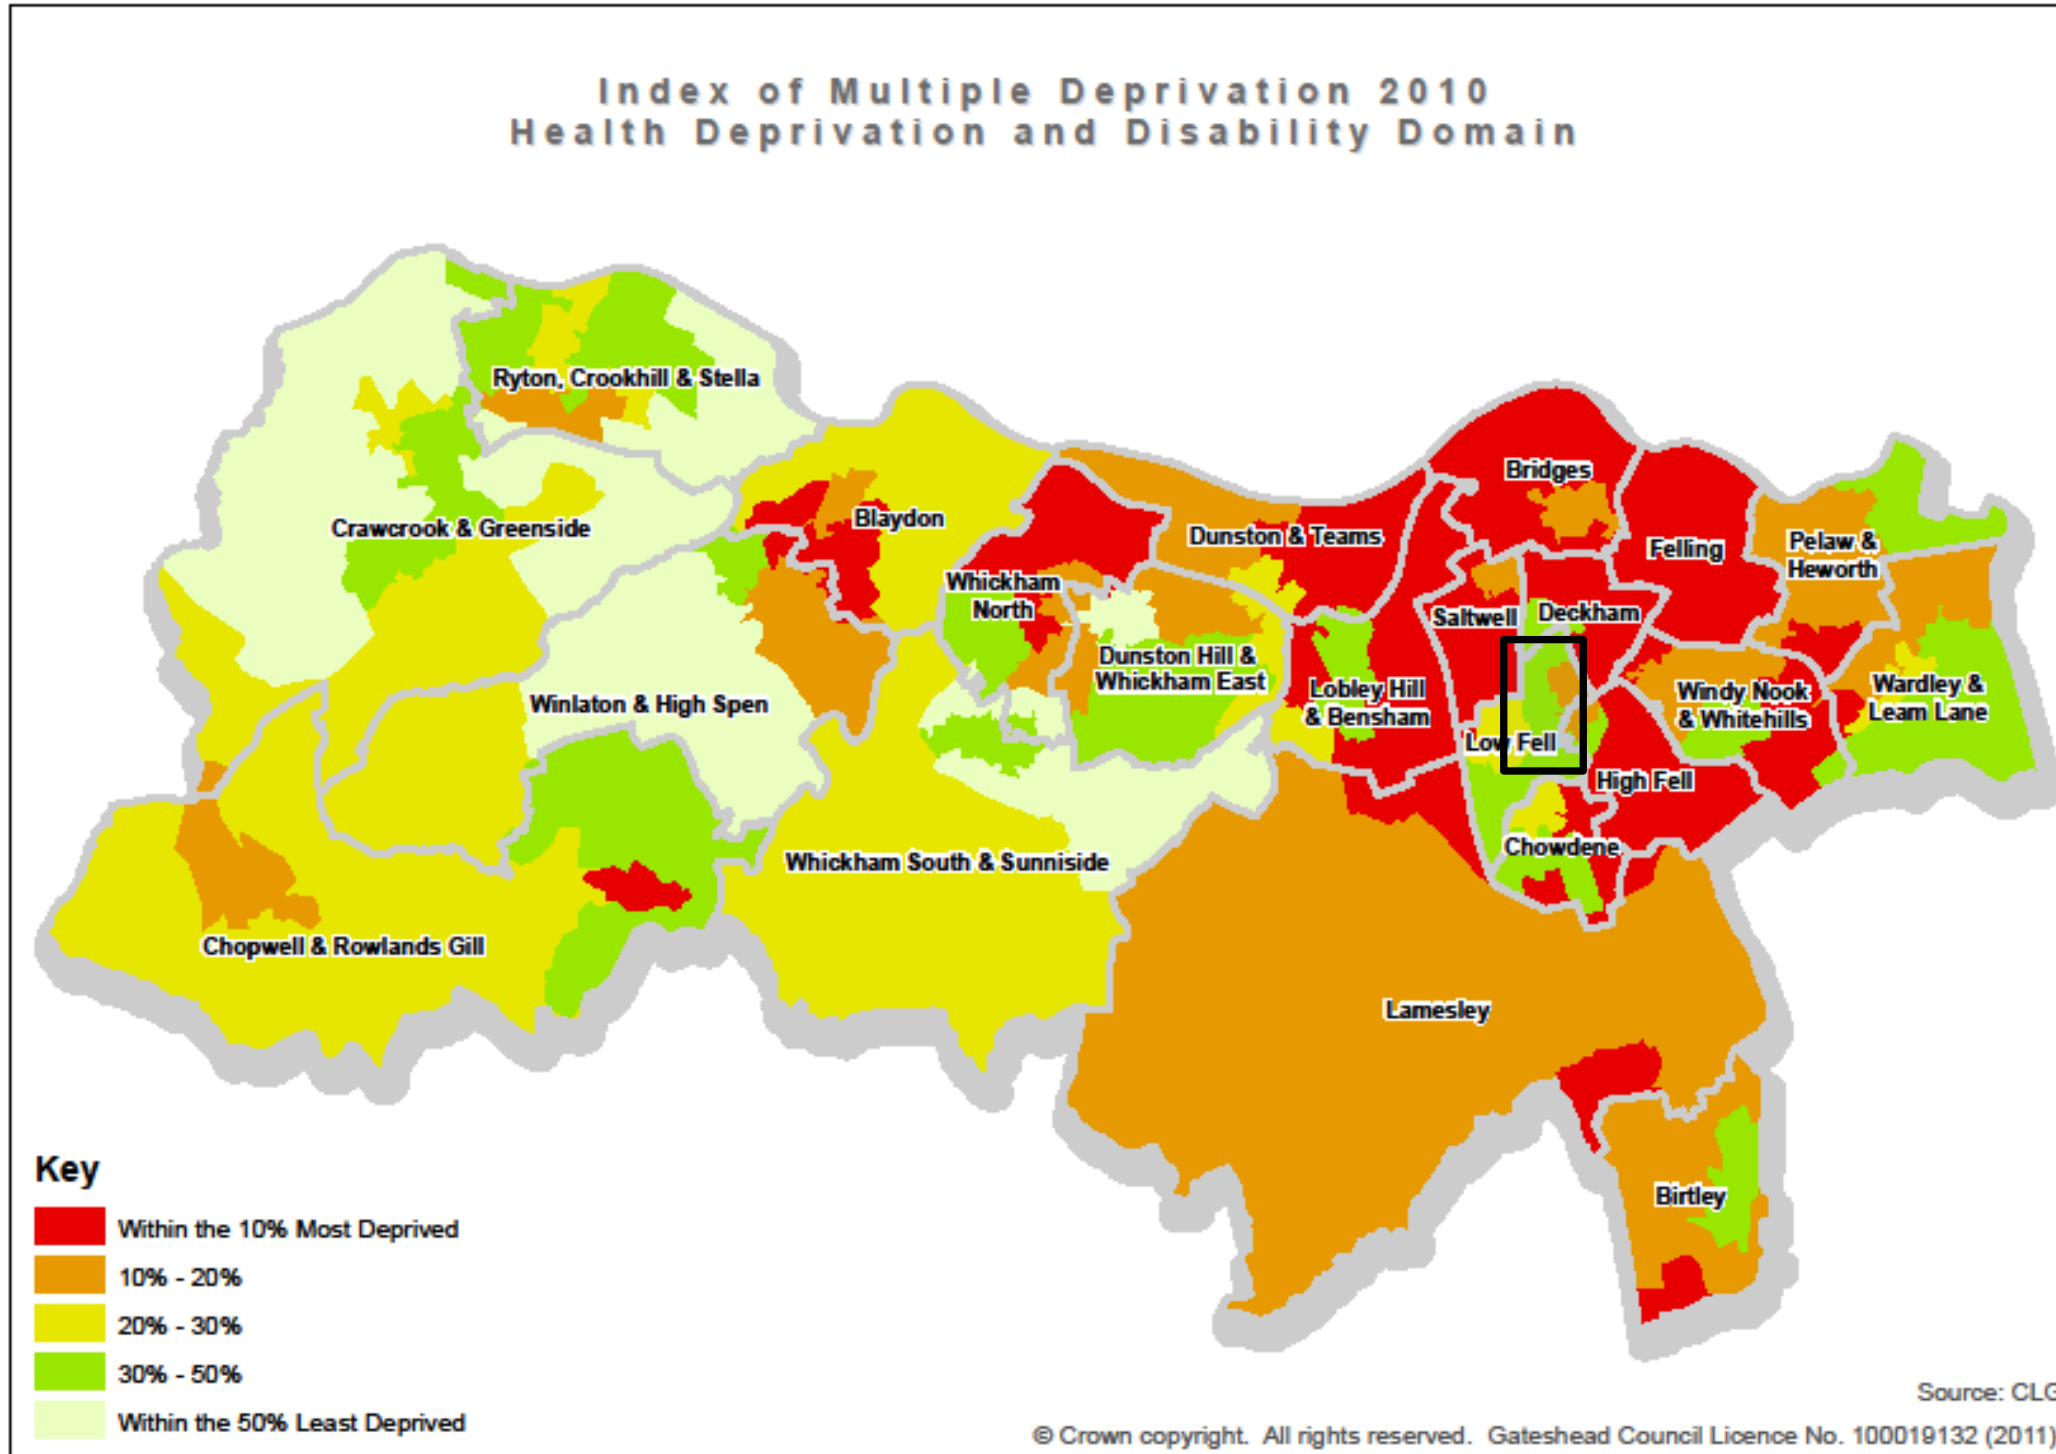 Index of Multiple Deprivation 2010
Health Deprivation and Disability Domain
Ryton, Crookhill & Stella
Crawcrook & Greenside
Blaydon
Bridges
Dunston & Teams
Felling
Pelaw &
Heworth
Whickham
North
Saltwell
Deckham
Dunston Hill &
Whickham East
Winlaton & High Spen
Lobley Hill
& Bensham
Windy Nook
& Whitehills
Wardley &
Leam Lane
Low Fell
High Fell
Chowdene
Whickham South & Sunniside
Chopwell & Rowlands Gill
Lamesley
Birtley
Key
Within the 10% Most Deprived
10% - 20%
20% - 30%
30% - 50%
Within the 50% Least Deprived
Source: CLG
© Crown copyright. All rights reserved. Gateshead Council Licence No. 100019132 (2011)